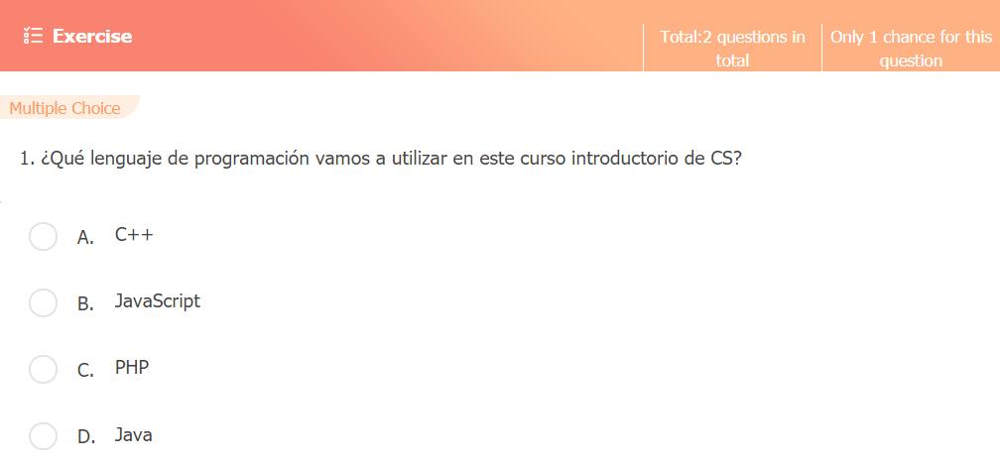 Exercise
Total:2 questions in
total
Only 1 chance for this
question
Multiple Choice
1. ¿Qué lenguaje de programación vamos a utilizar en este curso introductorio de CS?
A. C++
B. JavaScript
C. PHP
D. Java